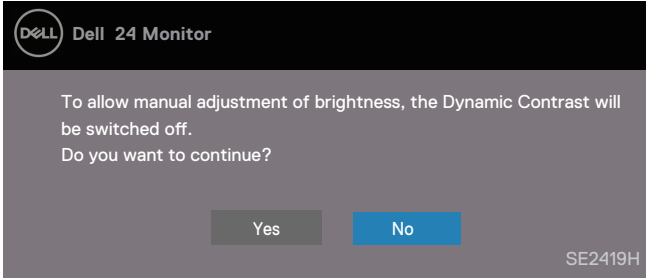 DELL Dell 24 Monitor
To allow manual adjustment of brightness, the Dynamic Contrast will
be switched off.
Do you want to continue?
Yes No
SE2419H